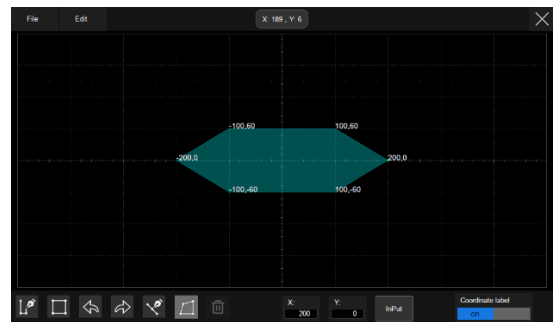 File Edit X: 189 , Y: 6
-100,60 100,60
-200,0 200,0
-100,-60 100,-60
X: 200 Y: 0 InPut Coordinate label on